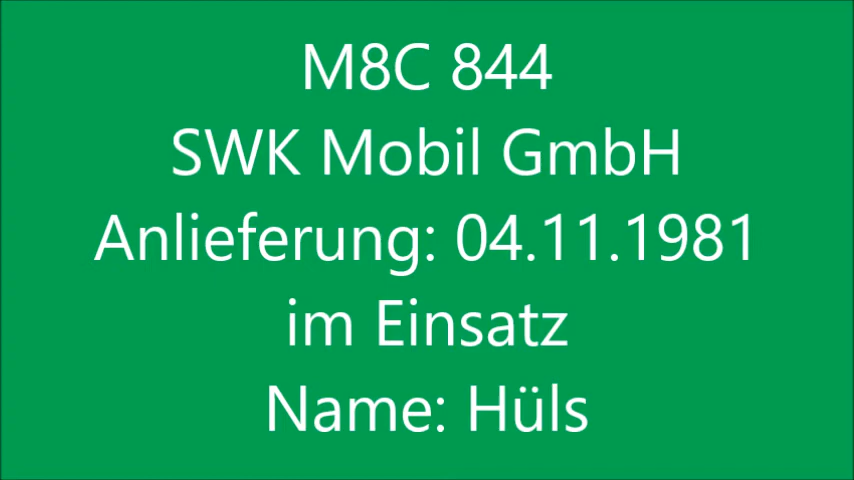 M8C 844
SWK Mobil GmbH
Anlieferung: 04.11.1981
im Einsatz
Name: Hüls